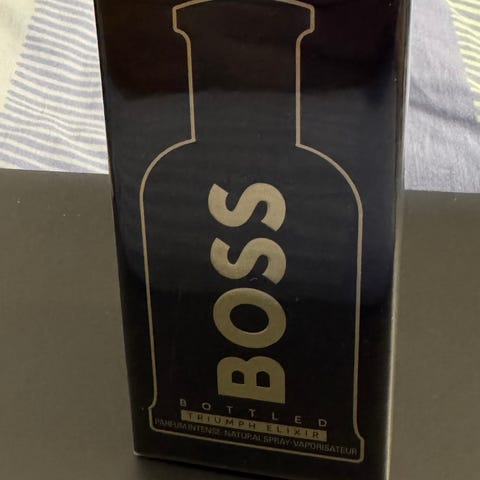 BOSS
BOTTLED
TRIUMPH ELIXIR
PARFUM INTENSE-NATURAL SPRAY-VAPORISATEUR